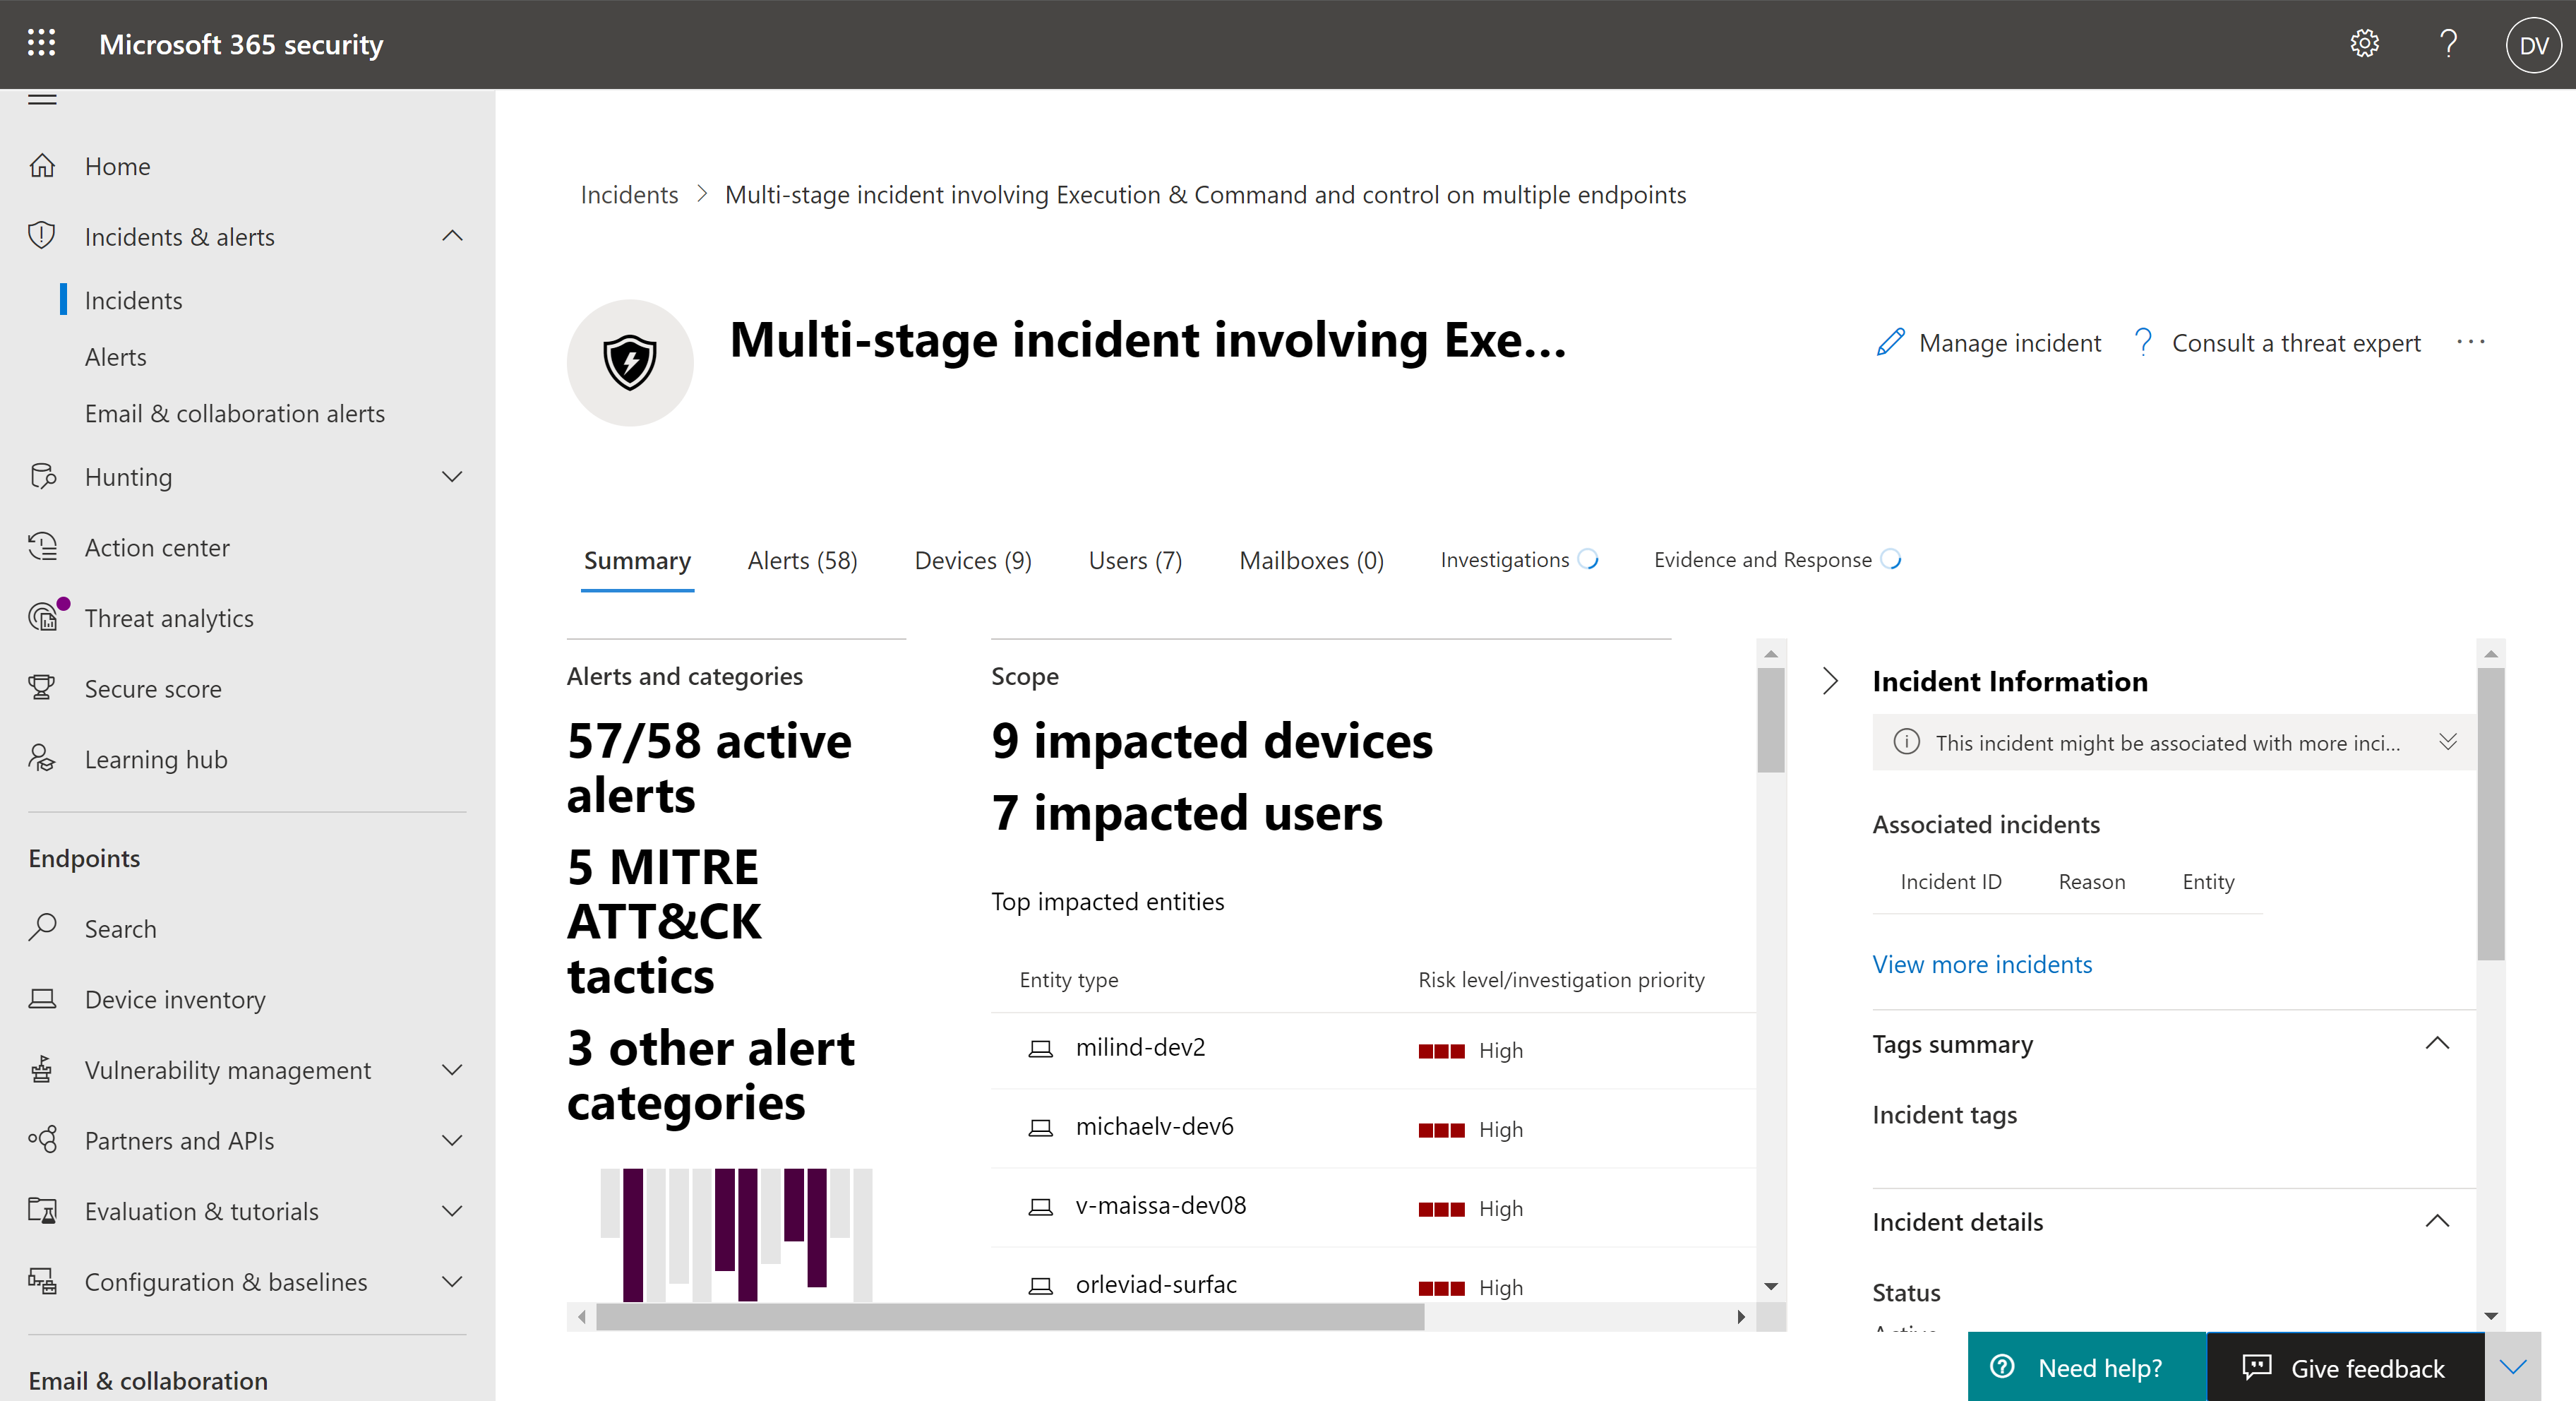 Microsoft 365 security
DV
Home
Incidents & alerts
Incidents
Alerts
Email & collaboration alerts
Hunting
Action center
Threat analytics
Secure score
Learning hub
Endpoints
Search
Device inventory
Vulnerability management
Partners and APIs
Evaluation & tutorials
Configuration & baselines
Email & collaboration
Incidents > Multi-stage incident involving Execution & Command and control on multiple endpoints
Multi-stage incident involving Exe...
Manage incident
? Consult a threat expert
...
Summary Alerts (58) Devices (9) Users (7) Mailboxes (0) Investigations Evidence and Response
Alerts and categories
57/58 active
alerts
5 MITRE
ATT&CK
tactics
3 other alert
categories
Scope
9 impacted devices
7 impacted users
Top impacted entities
Entity type Risk level/investigation priority
milind-dev2 High
michaelv-dev6 High
v-maissa-dev08 High
orleviad-surfac High
Incident Information
This incident might be associated with more inci...
Associated incidents
Incident ID Reason Entity
View more incidents
Tags summary
Incident tags
Incident details
Status
Need help?
Give feedback